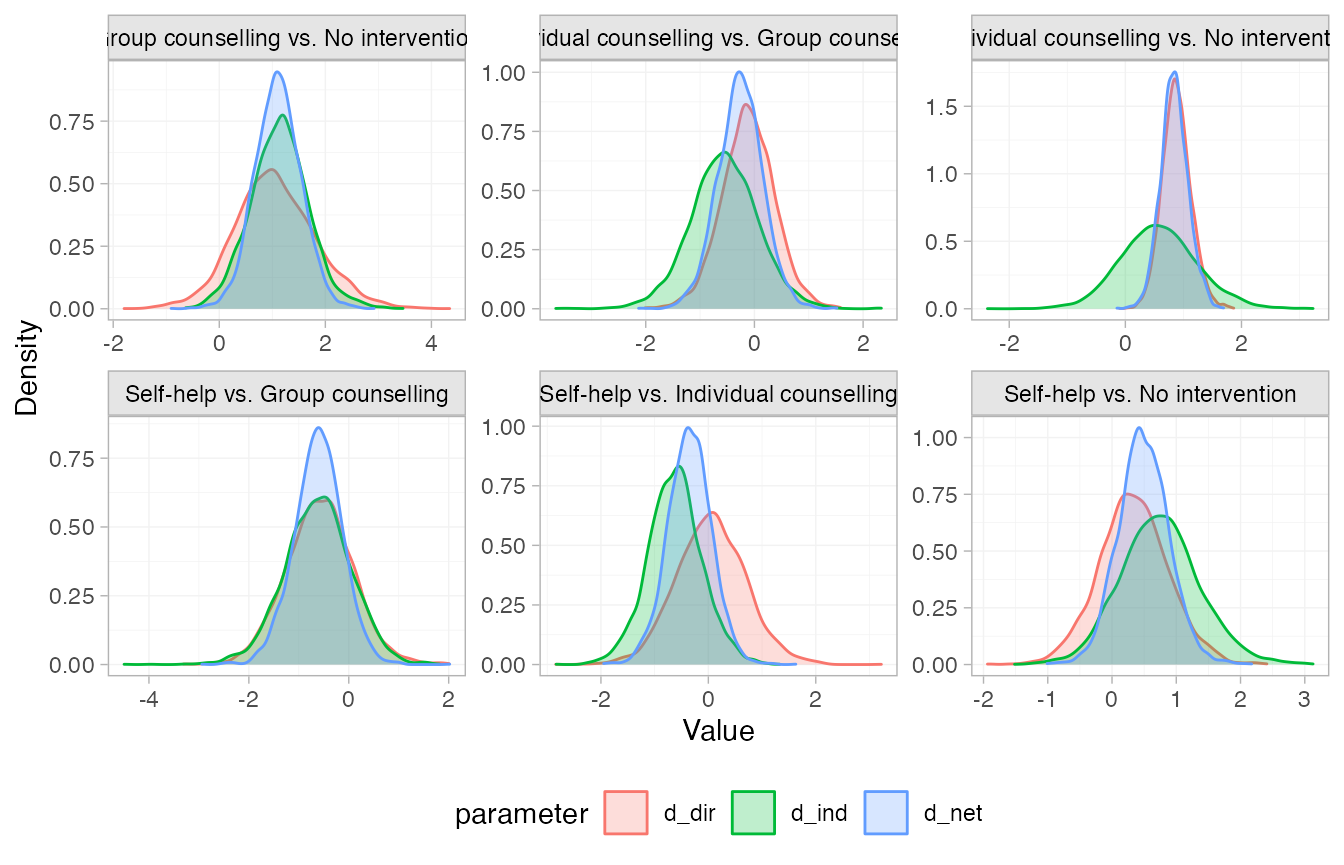 Group counselling vs. No interventio
vidual counselling vs. Group counse
ividual counselling vs. No intervent
0.75
0.50
0.25
0.00
-2 0 2 4
1.00
0.75
0.50
0.25
0.00
-2 0 2
1.5
1.0
0.5
0.0
-2 0 2
Self-help vs. Group counselling
Self-help vs. Individual counselling
Self-help vs. No intervention
0.75
0.50
0.25
0.00
-4 -2 0 2
1.00
0.75
0.50
0.25
0.00
-2 0 2
1.00
0.75
0.50
0.25
0.00
-2 -1 0 1 2 3
Density
Value
parameter d_dir d_ind d_net